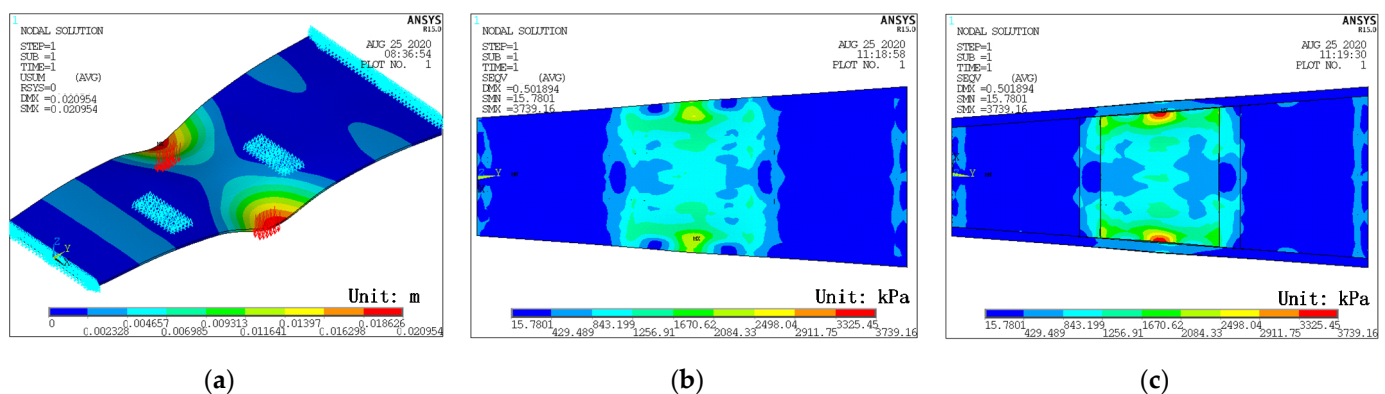 1
ANSYS
R15.0
NODAL SOLUTION
STEP=1
SUB =1
TIME=1
USUM (AVG)
RSYS=0
DMX =0.020954
SMX =0.020954
AUG 25 2020
08:36:54
PLOT NO. 1
Z
Y
Unit: m
0 0.004657 0.009313 0.01397 0.018626
0.002328 0.006985 0.011641 0.016298 0.020954
(a)
1
ANSYS
R15.0
NODAL SOLUTION
STEP=1
SUB =1
TIME=1
SEQV (AVG)
DMX =0.501894
SMN =15.7801
SMX =3739.16
AUG 25 2020
11:18:58
PLOT NO. 1
Z Y
MX
Unit: kPa
15.7801 843.199 1670.62 2498.04 3325.45
429.489 1256.91 2084.33 2911.75 3739.16
(b)
1
ANSYS
R15.0
NODAL SOLUTION
STEP=1
SUB =1
TIME=1
SEQV (AVG)
DMX =0.501894
SMN =15.7801
SMX =3739.16
AUG 25 2020
11:19:30
PLOT NO. 1
Y
Unit: kPa
15.7801 843.199 1670.62 2498.04 3325.45
429.489 1256.91 2084.33 2911.75 3739.16
(c)